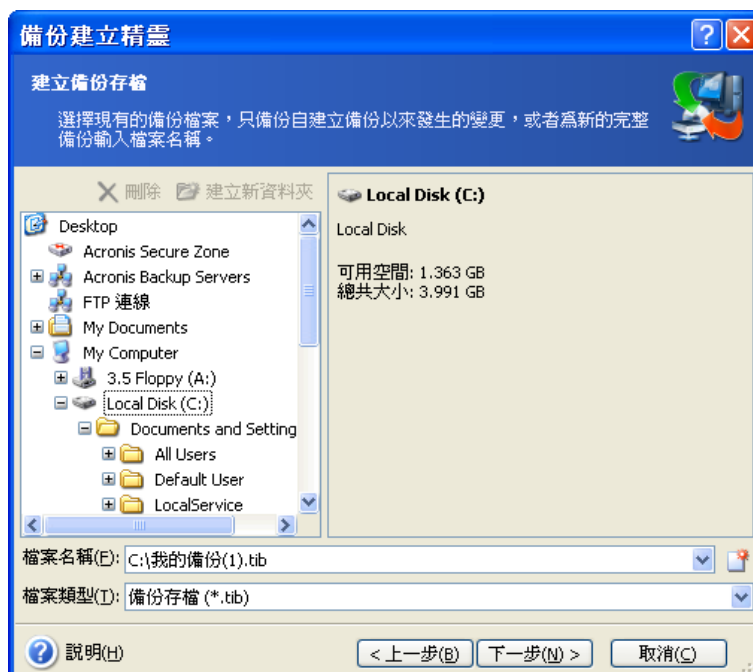 備份建立精靈
建立備份存檔
選擇現有的備份檔案，只備份自建立備份以來發生的變更，或者為新的完整
備份輸入檔案名稱。
刪除 建立新資料夾
Desktop
Acronis Secure Zone
Acronis Backup Servers
FTP 連線
My Documents
My Computer
3.5 Floppy (A:)
Local Disk (C:)
Documents and Setting
All Users
Default User
LocalService
Local Disk (C:)
Local Disk
可用空間: 1.363 GB
總共大小: 3.991 GB
檔案名稱(F): C:\我的備份(1).tib
檔案類型(T): 備份存檔 (*.tib)
說明(H)
< 上一步(B) 下一步(N) > 取消(C)